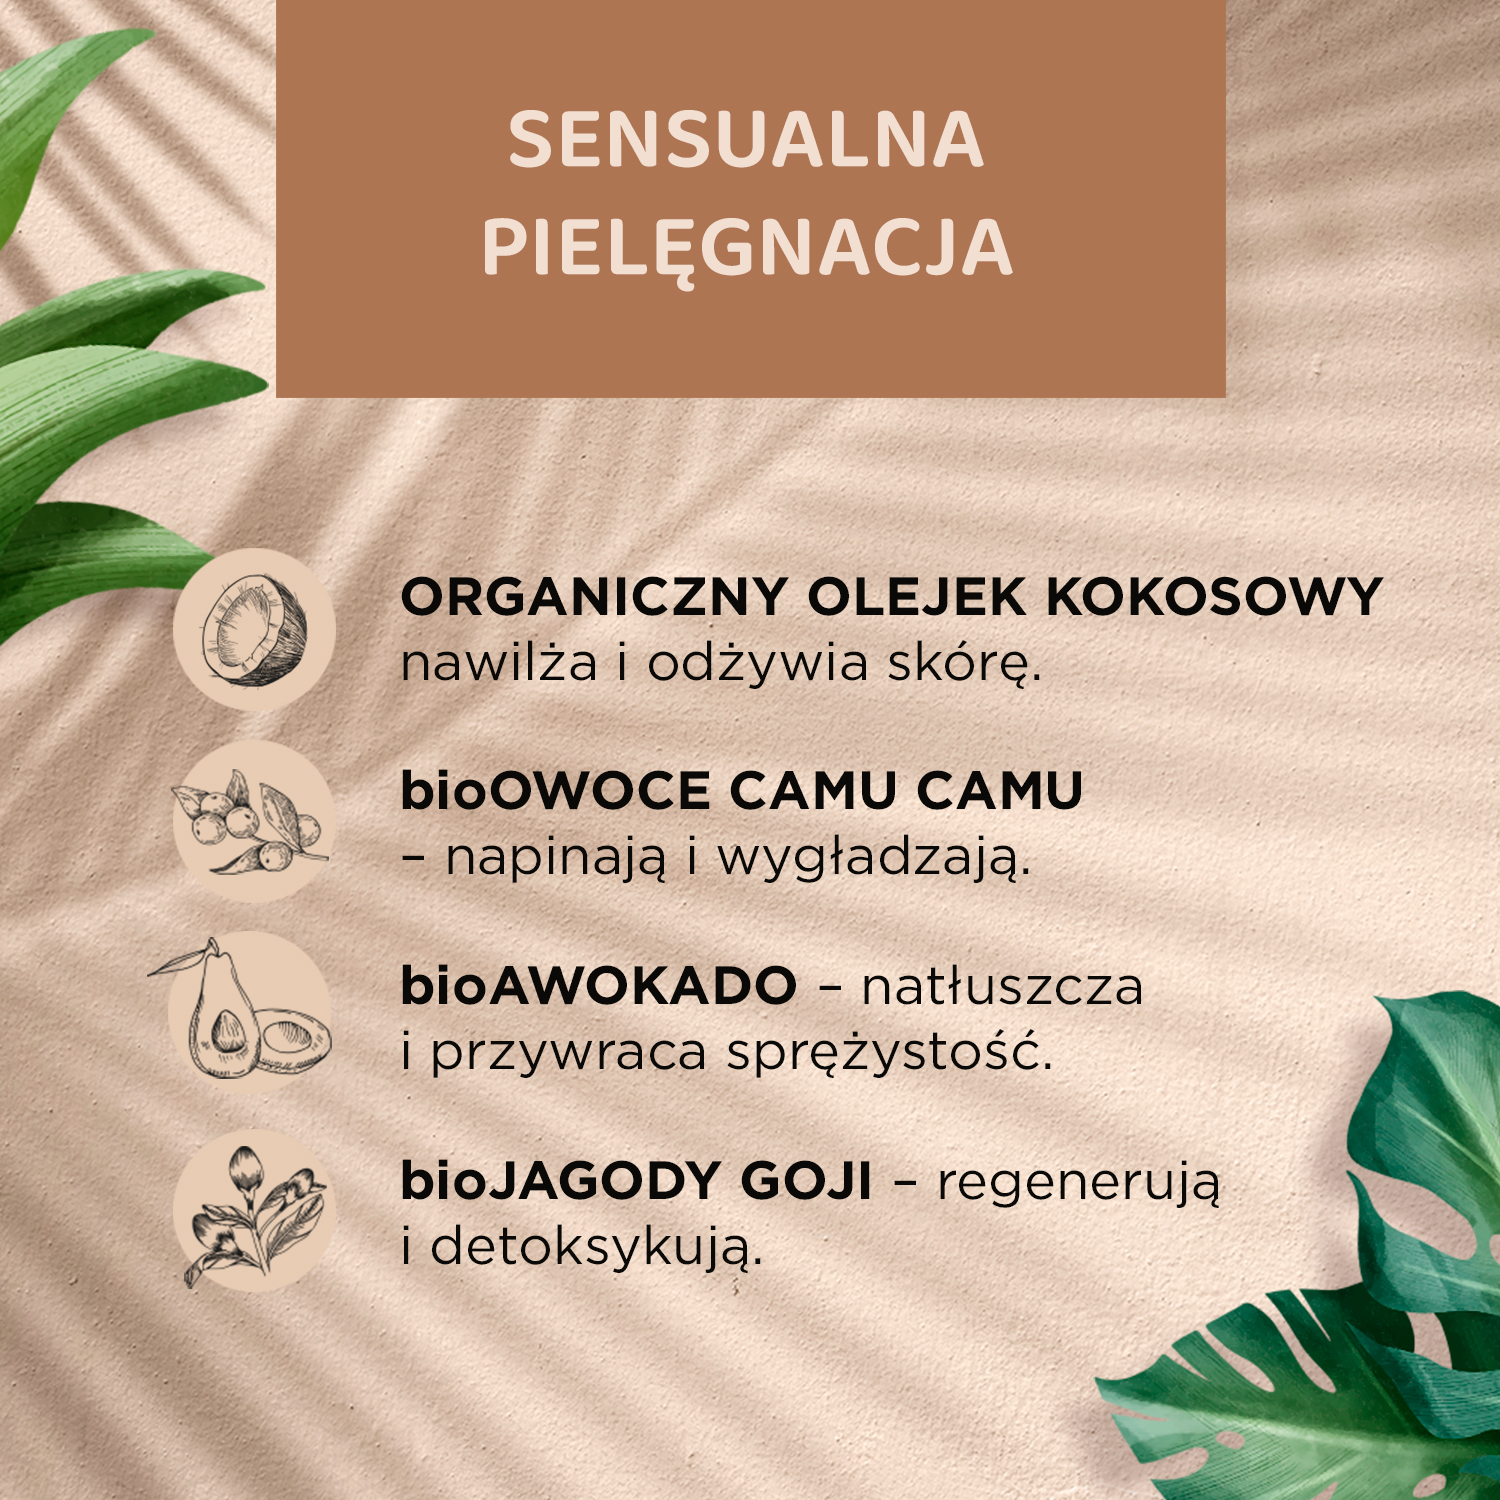 SENSUALNA
PIELĘGNACJA
ORGANICZNY OLEJEK KOKOSOWY
nawilża i odżywia skórę.
bioOWOCE CAMU CAMU
– napinają i wygładzają.
bioAWOKADO – natłuszcza
i przywraca sprężystość.
bioJAGODY GOJI – regenerują
i detoksykują.